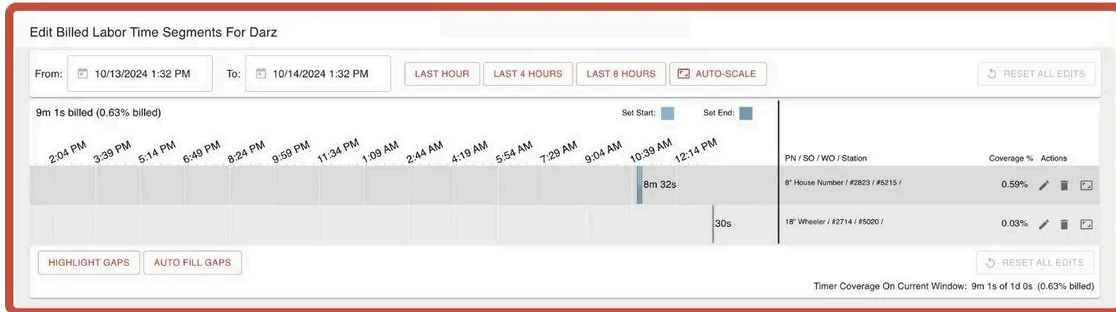 Edit Billed Labor Time Segments For Darz
From: 10/13/2024 1:32 PM To: 10/14/2024 1:32 PM LAST HOUR LAST 4 HOURS LAST 8 HOURS AUTO-SCALE RESET ALL EDITS
9m 1s billed (0.63% billed) Set Start: Set End:
2:04 PM 3:39 PM 5:14 PM 6:49 PM 8:24 PM 9:59 PM 11:34 PM 1:09 AM 2:44 AM 4:19 AM 5:54 AM 7:29 AM 9:04 AM 10:39 AM 12:14 PM
PN / SO / WO / Station Coverage % Actions
8m 32s 8" House Number / #2823 / #5215 / 0.59%
30s 18" Wheeler / #2714 / #5020 / 0.03%
HIGHLIGHT GAPS AUTO FILL GAPS RESET ALL EDITS
Timer Coverage On Current Window: 9m 1s of 1d 0s (0.63% billed)